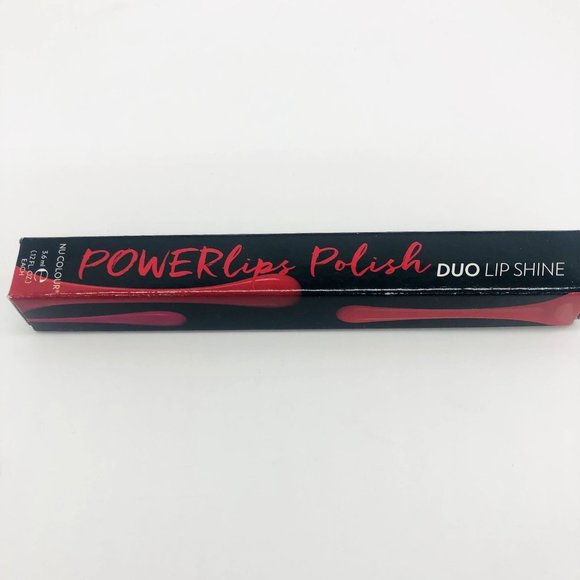 NU COLOUR
3.6 ml ℮
(.12 FL. OZ.)
EACH
POWERlips Polish DUO LIP SHINE